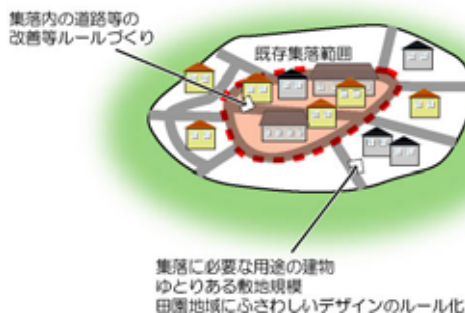 集落内の道路等の
改善等ルールづくり
既存集落範囲
集落に必要な用途の建物
ゆとりある敷地規模
田園地域にふさわしいデザインのルール化